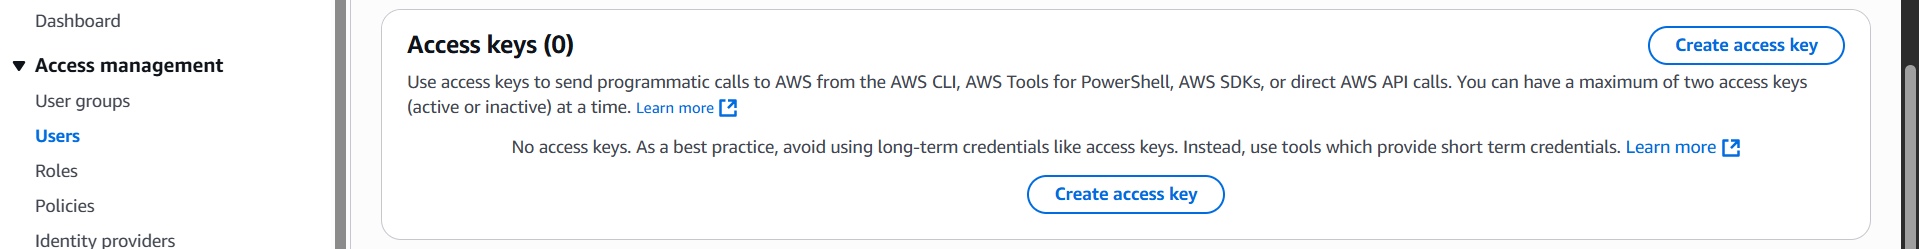 Dashboard
Access management
User groups
Users
Roles
Policies
Identity providers
Access keys (0)
Create access key
Use access keys to send programmatic calls to AWS from the AWS CLI, AWS Tools for PowerShell, AWS SDKs, or direct AWS API calls. You can have a maximum of two access keys
(active or inactive) at a time. Learn more
No access keys. As a best practice, avoid using long-term credentials like access keys. Instead, use tools which provide short term credentials. Learn more
Create access key